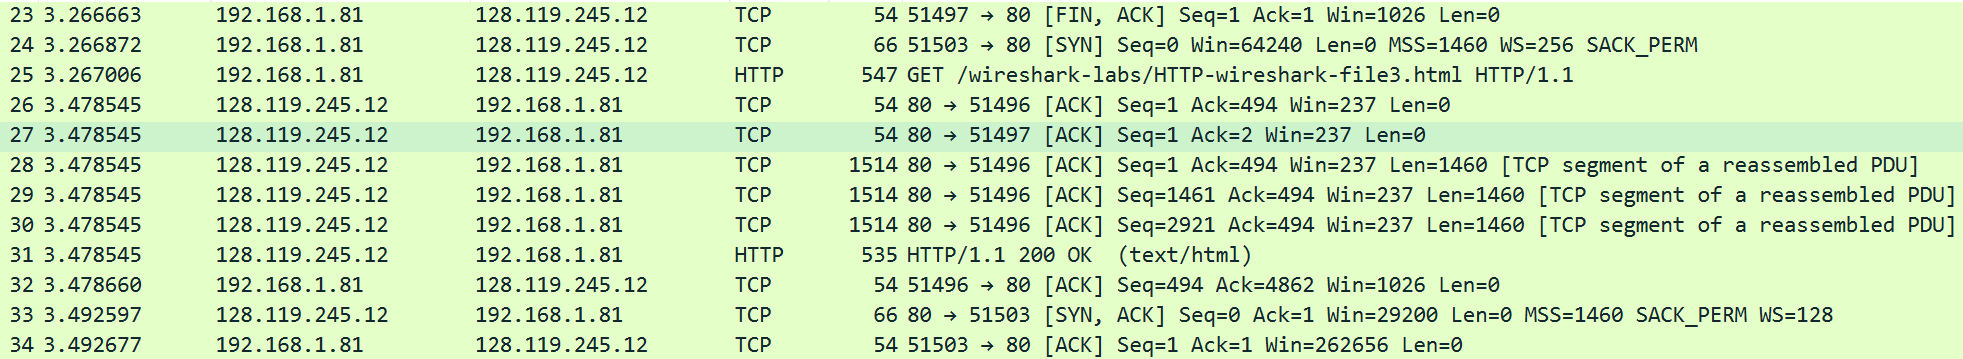 23 3.266663 192.168.1.81 128.119.245.12 TCP 54 51497 → 80 [FIN, ACK] Seq=1 Ack=1 Win=1026 Len=0
24 3.266872 192.168.1.81 128.119.245.12 TCP 66 51503 → 80 [SYN] Seq=0 Win=64240 Len=0 MSS=1460 WS=256 SACK_PERM
25 3.267006 192.168.1.81 128.119.245.12 HTTP 547 GET /wireshark-labs/HTTP-wireshark-file3.html HTTP/1.1
26 3.478545 128.119.245.12 192.168.1.81 TCP 54 80 → 51496 [ACK] Seq=1 Ack=494 Win=237 Len=0
27 3.478545 128.119.245.12 192.168.1.81 TCP 54 80 → 51497 [ACK] Seq=1 Ack=2 Win=237 Len=0
28 3.478545 128.119.245.12 192.168.1.81 TCP 1514 80 → 51496 [ACK] Seq=1 Ack=494 Win=237 Len=1460 [TCP segment of a reassembled PDU]
29 3.478545 128.119.245.12 192.168.1.81 TCP 1514 80 → 51496 [ACK] Seq=1461 Ack=494 Win=237 Len=1460 [TCP segment of a reassembled PDU]
30 3.478545 128.119.245.12 192.168.1.81 TCP 1514 80 → 51496 [ACK] Seq=2921 Ack=494 Win=237 Len=1460 [TCP segment of a reassembled PDU]
31 3.478545 128.119.245.12 192.168.1.81 HTTP 535 HTTP/1.1 200 OK  (text/html)
32 3.478660 192.168.1.81 128.119.245.12 TCP 54 51496 → 80 [ACK] Seq=494 Ack=4862 Win=1026 Len=0
33 3.492597 128.119.245.12 192.168.1.81 TCP 66 80 → 51503 [SYN, ACK] Seq=0 Ack=1 Win=29200 Len=0 MSS=1460 SACK_PERM WS=128
34 3.492677 192.168.1.81 128.119.245.12 TCP 54 51503 → 80 [ACK] Seq=1 Ack=1 Win=262656 Len=0